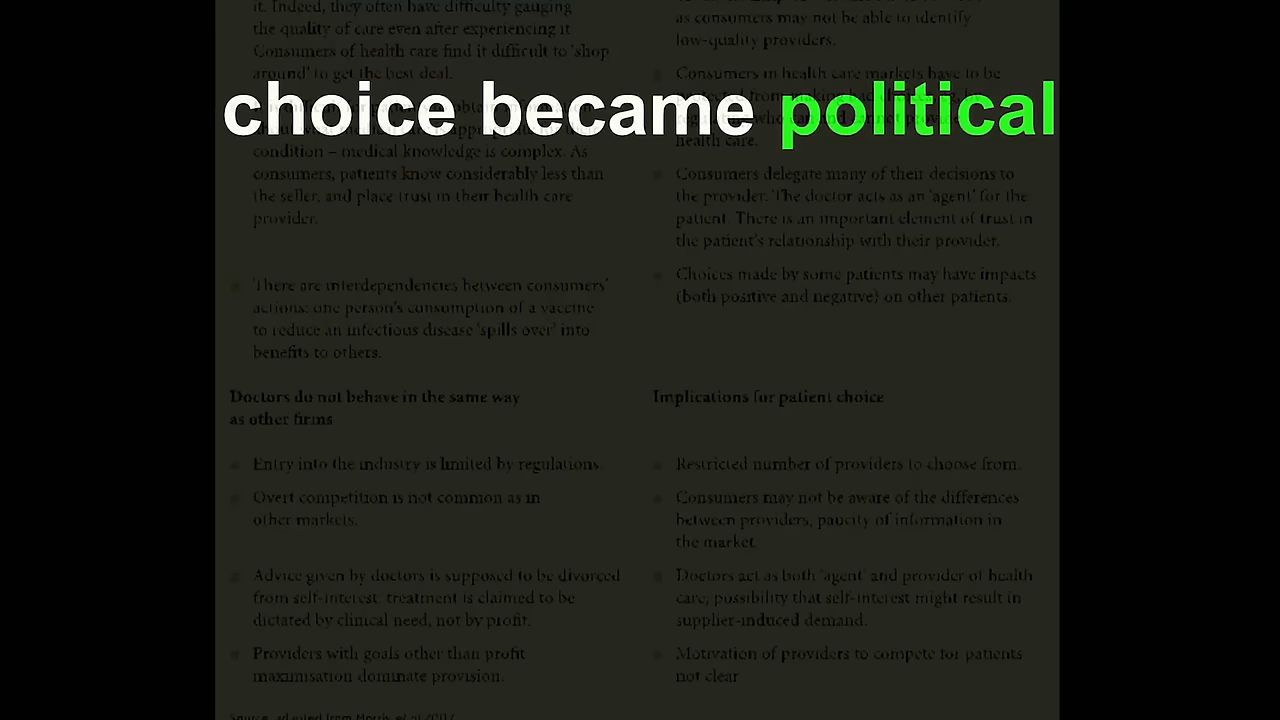 it. Indeed, they often have difficulty gauging
the quality of care even after experiencing it.
Consumers of health care find it difficult to 'shop
around' to get the best deal.
choice became political
condition – medical knowledge is complex. As
consumers, patients know considerably less than
the seller, and place trust in their health care
provider.
There are interdependencies between consumers'
actions: one person's consumption of a vaccine
to reduce an infectious disease 'spills over' into
benefits to others.
as consumers may not be able to identify
low-quality providers.
Consumers in health care markets have to be
health care.
Consumers delegate many of their decisions to
the provider. The doctor acts as an 'agent' for the
patient. There is an important element of trust in
the patient's relationship with their provider.
Choices made by some patients may have impacts
(both positive and negative) on other patients.
Doctors do not behave in the same way
as other firms
Implications for patient choice
Entry into the industry is limited by regulations.
Restricted number of providers to choose from.
Overt competition is not common as in
other markets.
Consumers may not be aware of the differences
between providers, paucity of information in
the market.
Advice given by doctors is supposed to be divorced
from self-interest: treatment is claimed to be
dictated by clinical need, not by profit.
Doctors act as both 'agent' and provider of health
care; possibility that self-interest might result in
supplier-induced demand.
Providers with goals other than profit
maximisation dominate provision.
Motivation of providers to compete for patients
not clear